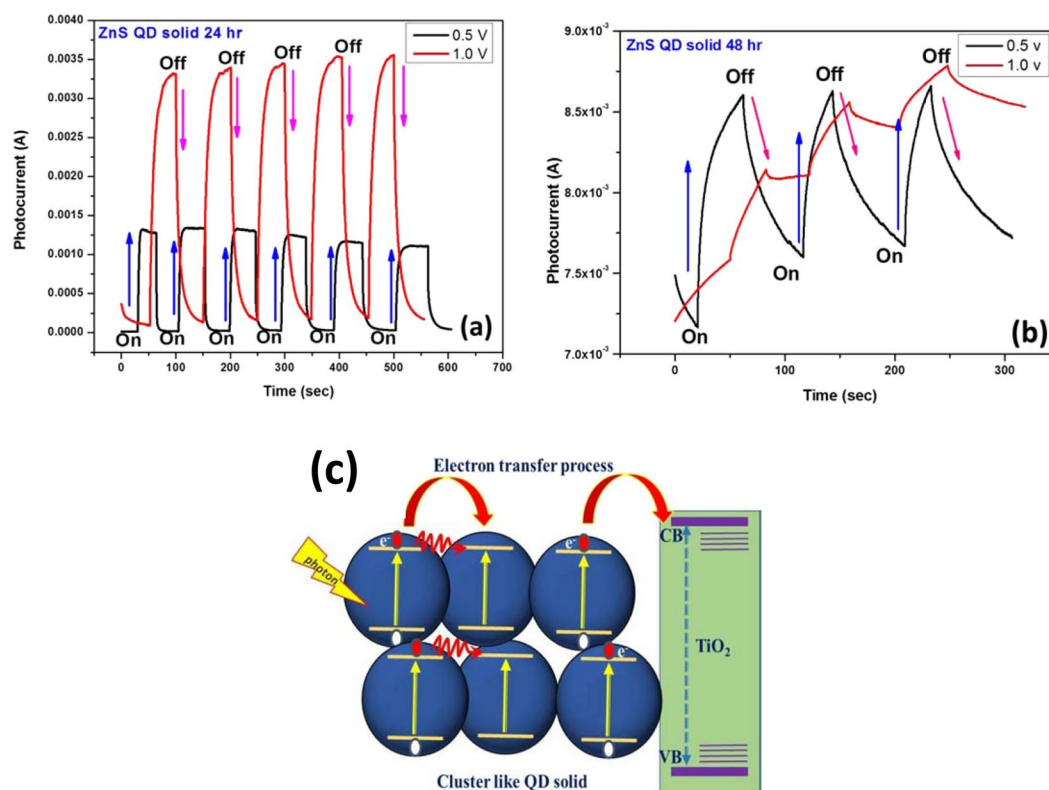 ZnS QD solid 24 hr
0.5 V
1.0 V
Off Off Off Off Off
On On On On On On
(a)
0.0040
0.0035
0.0030
0.0025
0.0020
0.0015
0.0010
0.0005
0.0000
Photocurrent (A)
0 100 200 300 400 500 600
Time (sec)
ZnS QD solid 48 hr
0.5 v
1.0 v
Off Off Off
On On On
(b)
9.0x10⁻³
8.5x10⁻³
8.0x10⁻³
7.5x10⁻³
7.0x10⁻³
Photocurrent (A)
0 100 200 300
Time (sec)
(c)
Electron transfer process
photon
e⁻
e⁻
CB
TiO₂
VB
Cluster like QD solid